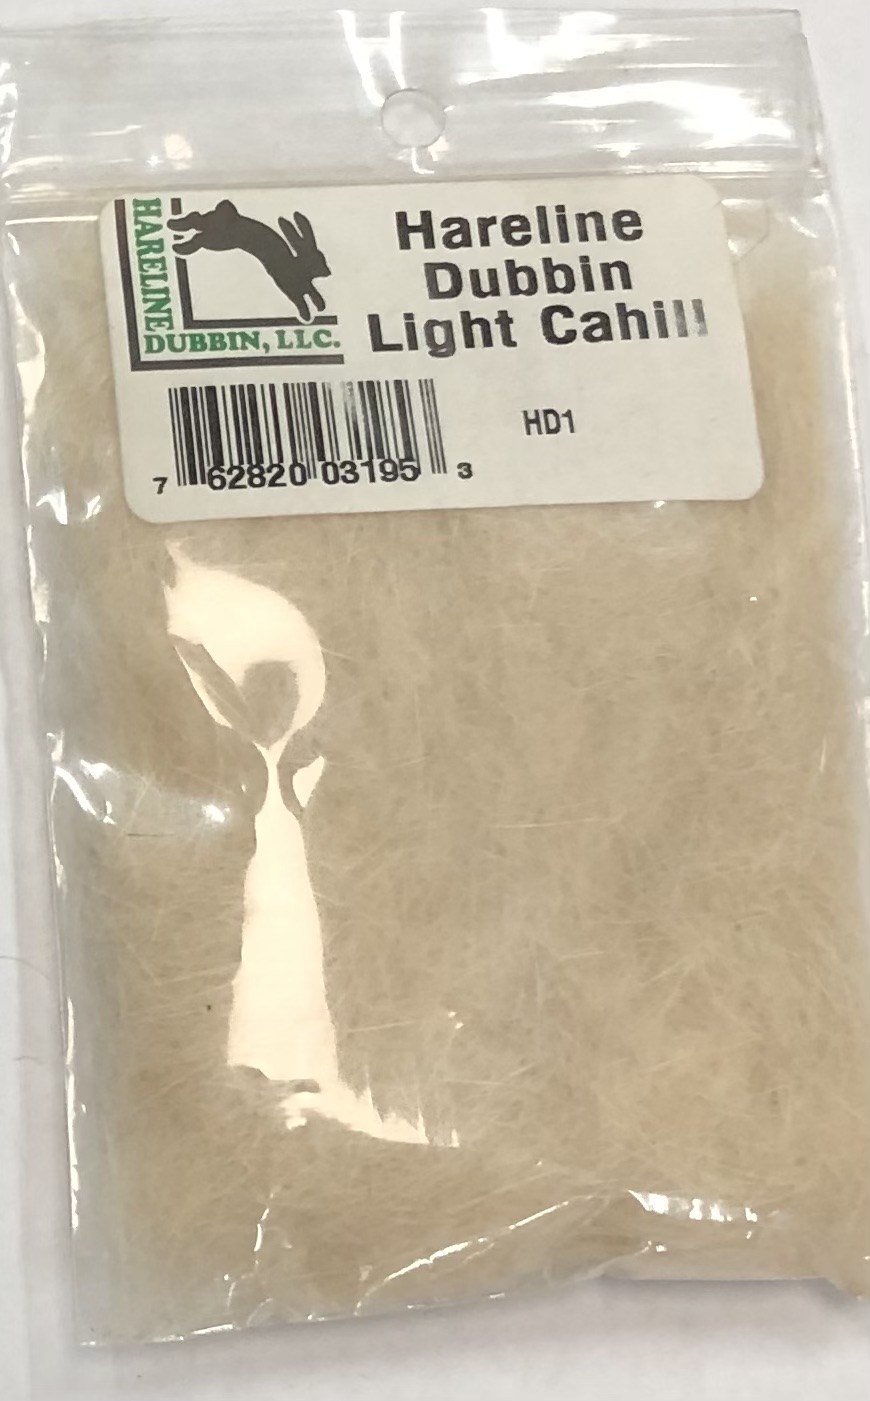 HARELINE
DUBBIN, LLC.
Hareline
Dubbin
Light Cahill
HD1
7 62820 03195 3